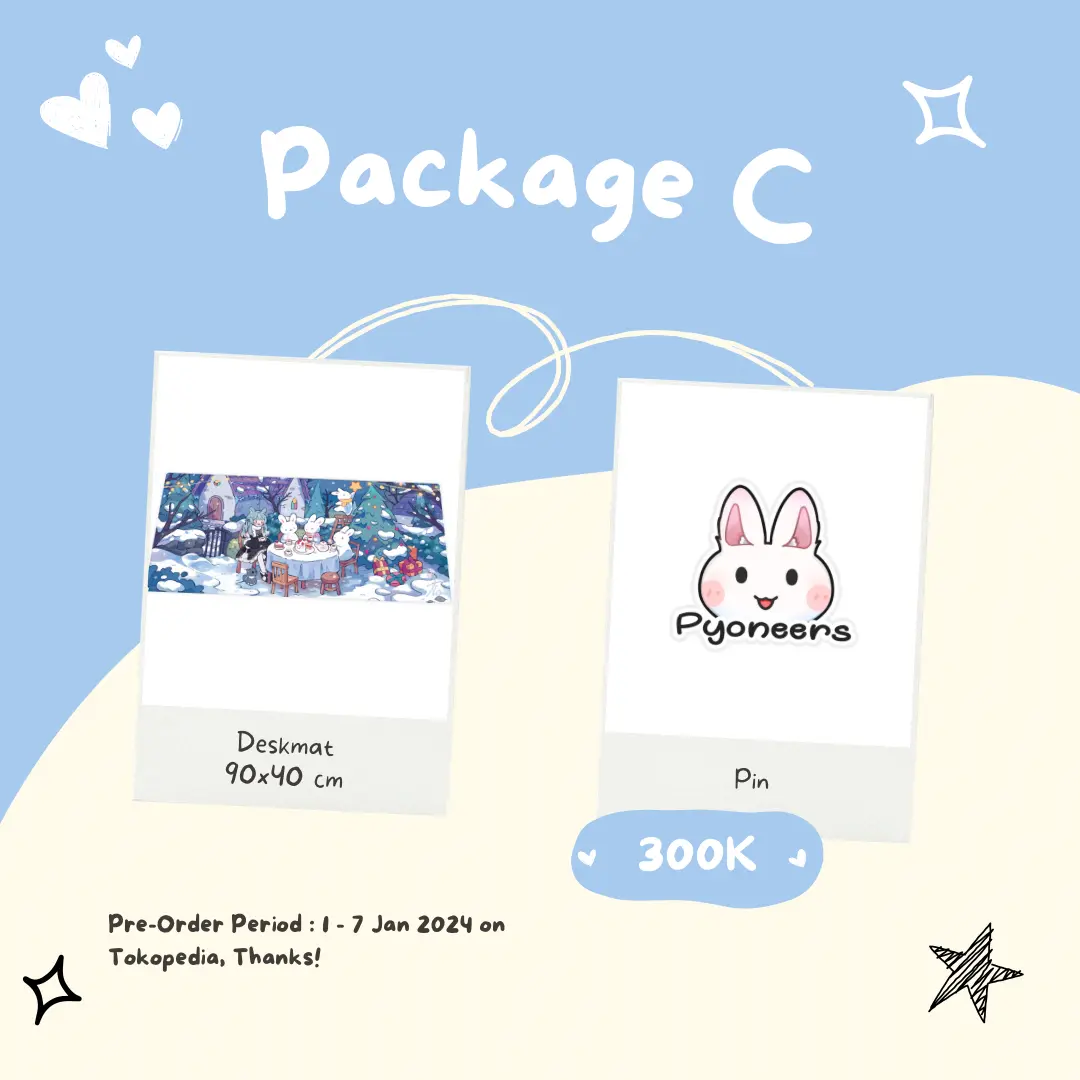 Package C
Pyoneers
Deskmat
90x40 cm
Pin
300K
Pre-Order Period : 1 - 7 Jan 2024 on
Tokopedia, Thanks!